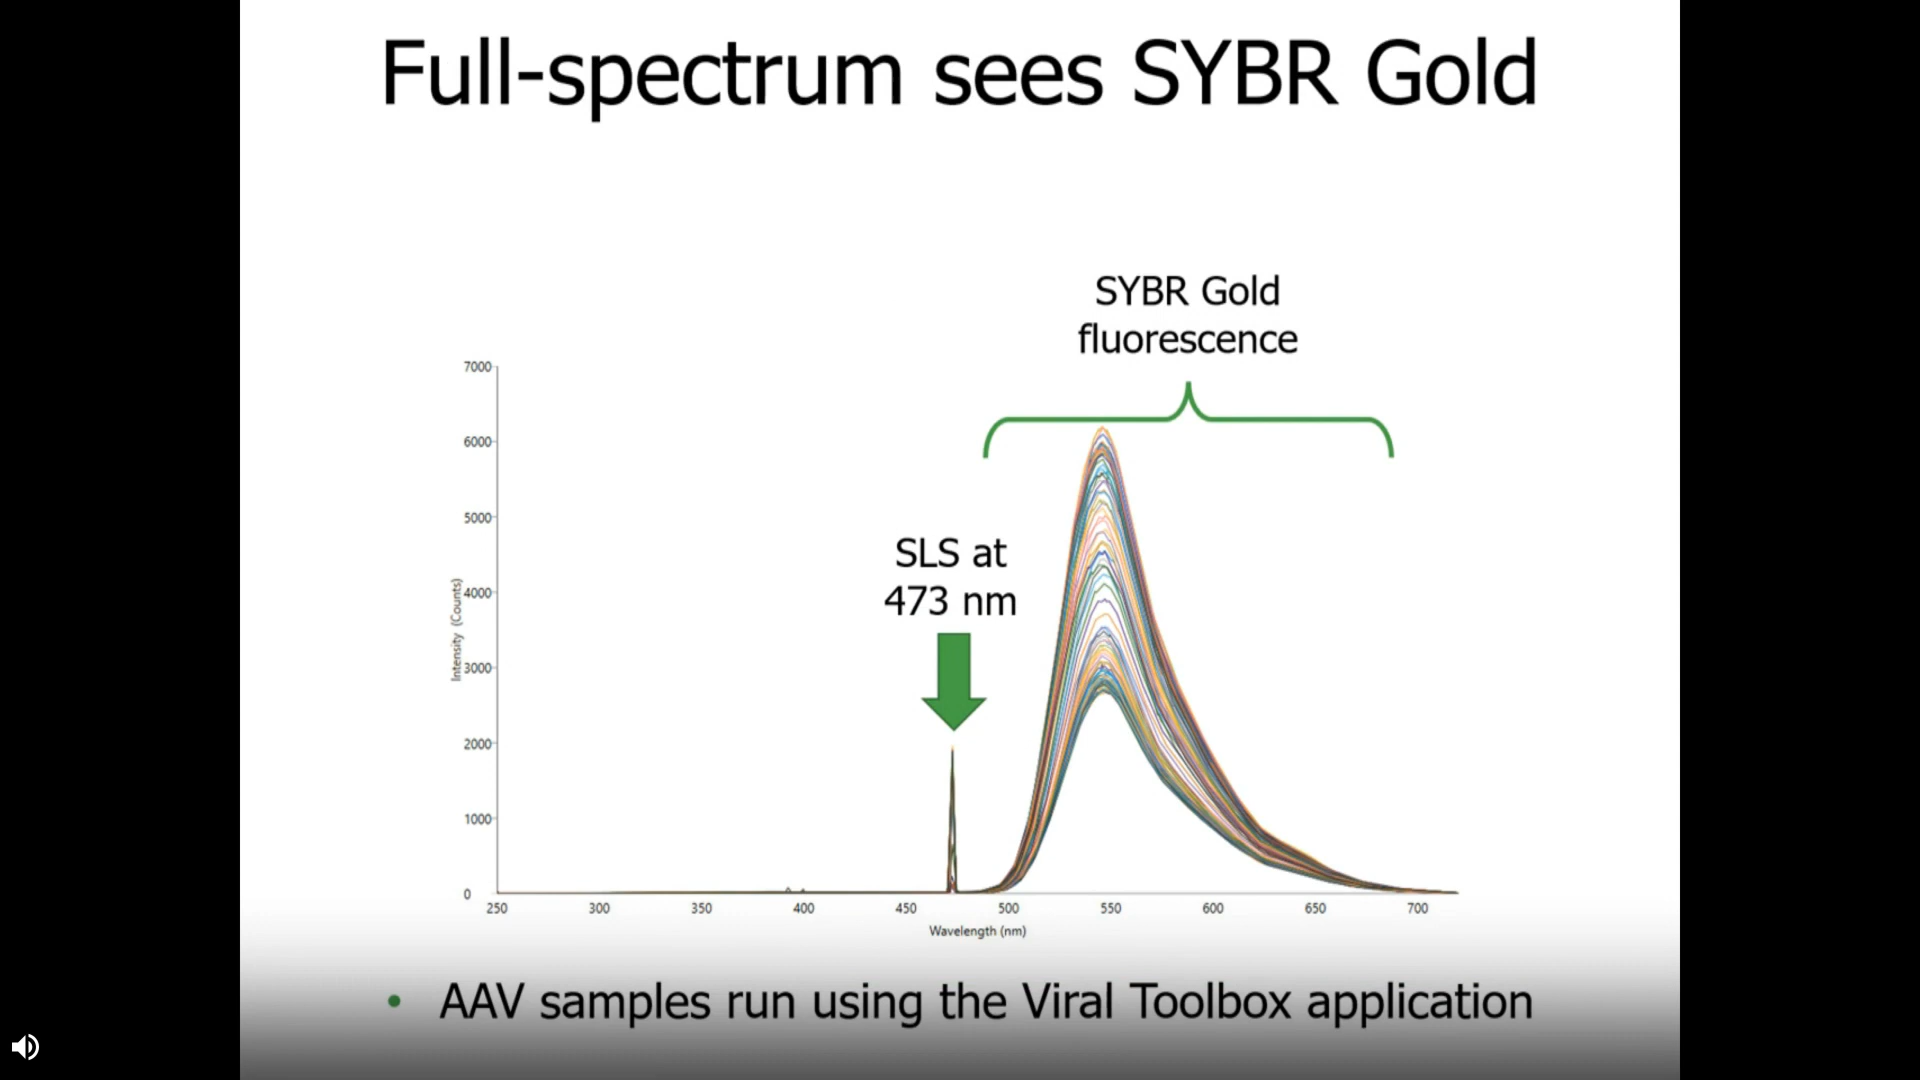 Full-spectrum sees SYBR Gold
SYBR Gold
fluorescence
SLS at
473 nm
7000
6000
5000
4000
3000
2000
1000
0
Intensity (Counts)
250 300 350 400 450 500 550 600 650 700
Wavelength (nm)
• AAV samples run using the Viral Toolbox application